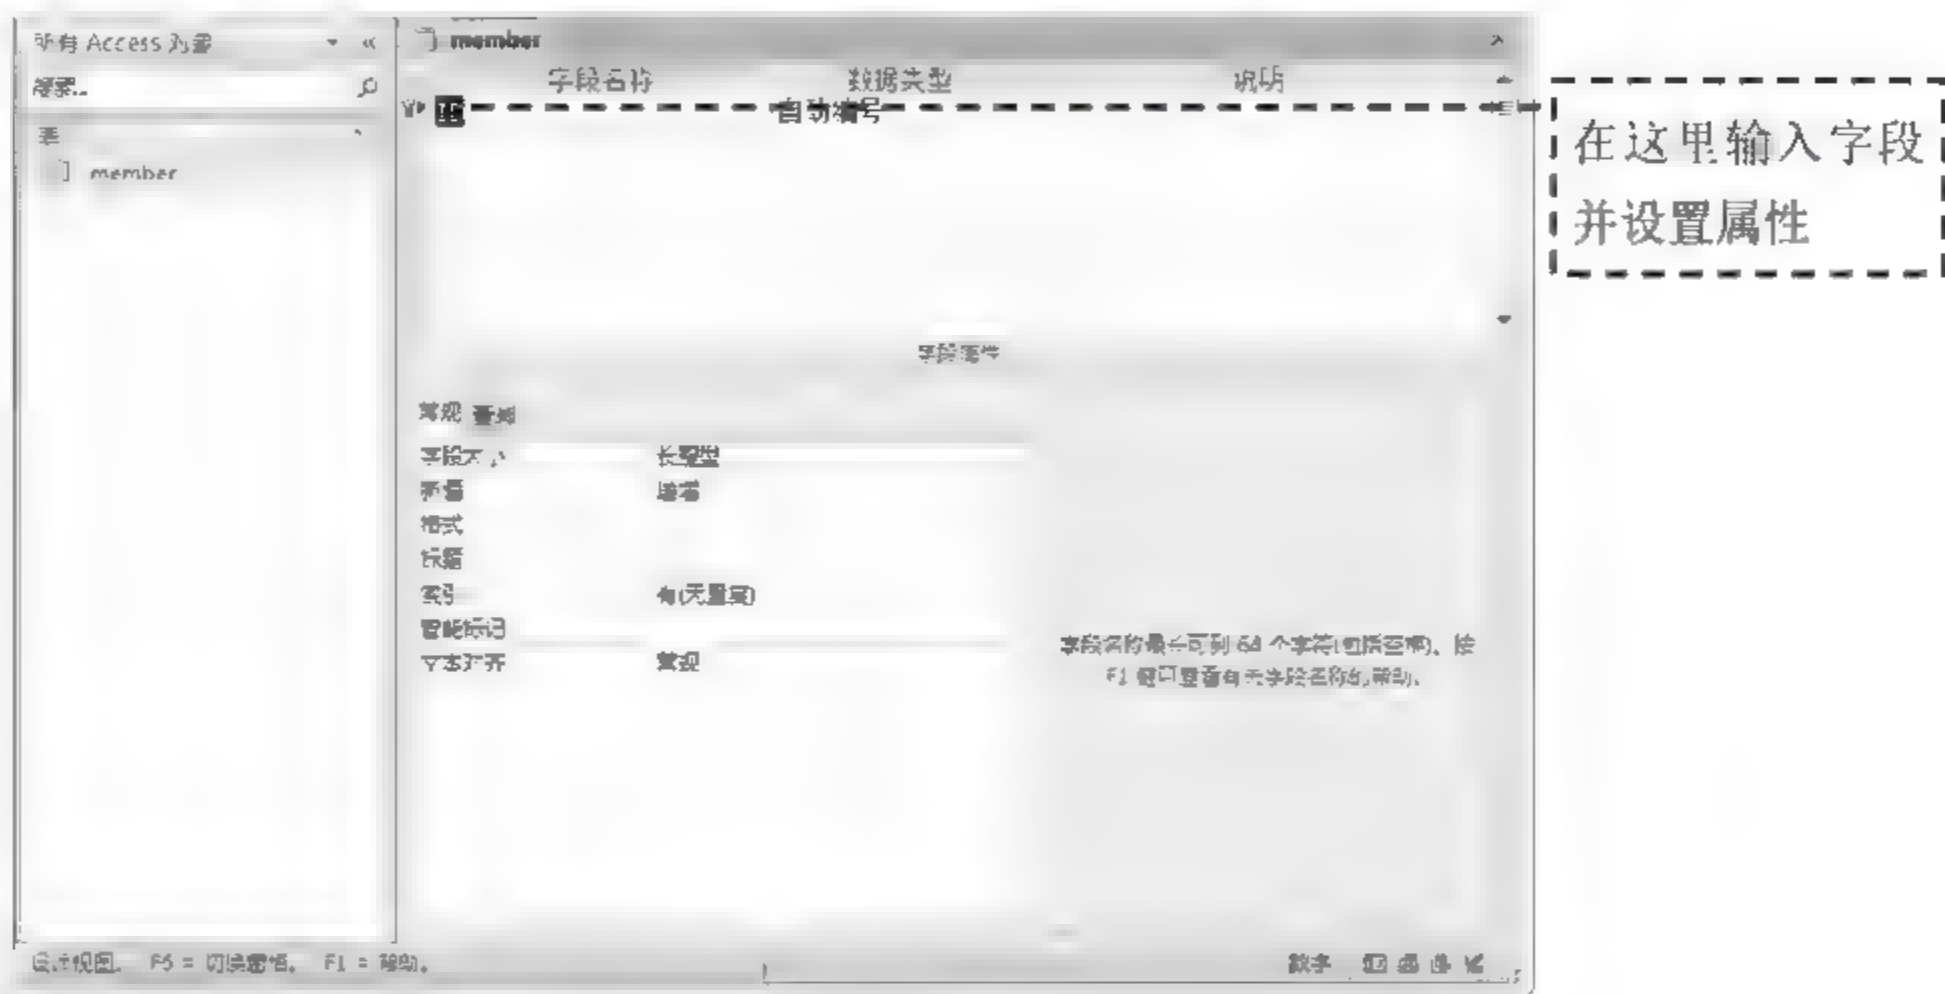 所有 Access 对象
搜索...
表
member
member
字段名称 数据类型 说明
ID 自动编号
在这里输入字段
并设置属性
字段属性
常规 查阅
字段大小 长整型
新值 递增
格式
标题
索引 有(无重复)
智能标记
文本对齐 常规
字段名称最长可到 64 个字符(包括空格)。按
F1 键可查看有关字段名称的帮助。
设计视图。 F6 = 切换窗格。 F1 = 帮助。
数字